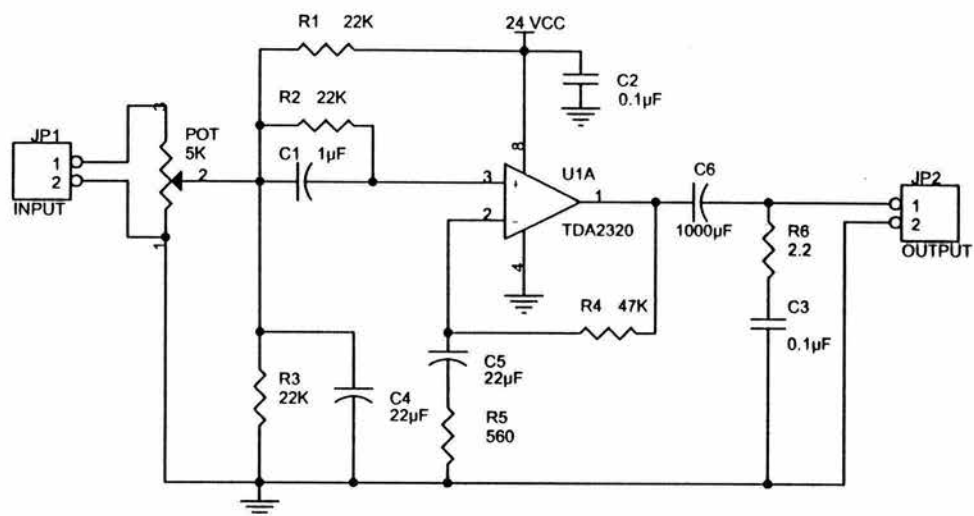 R1 22K
24 VCC
C2
0.1µF
R2 22K
C1 1µF
JP1
1
2
INPUT
3
POT
5K
2
1
8
3
+
2
-
U1A
1
TDA2320
4
C6
1000µF
JP2
1
2
OUTPUT
R6
2.2
C3
0.1µF
R4 47K
C5
22µF
R5
560
R3
22K
C4
22µF